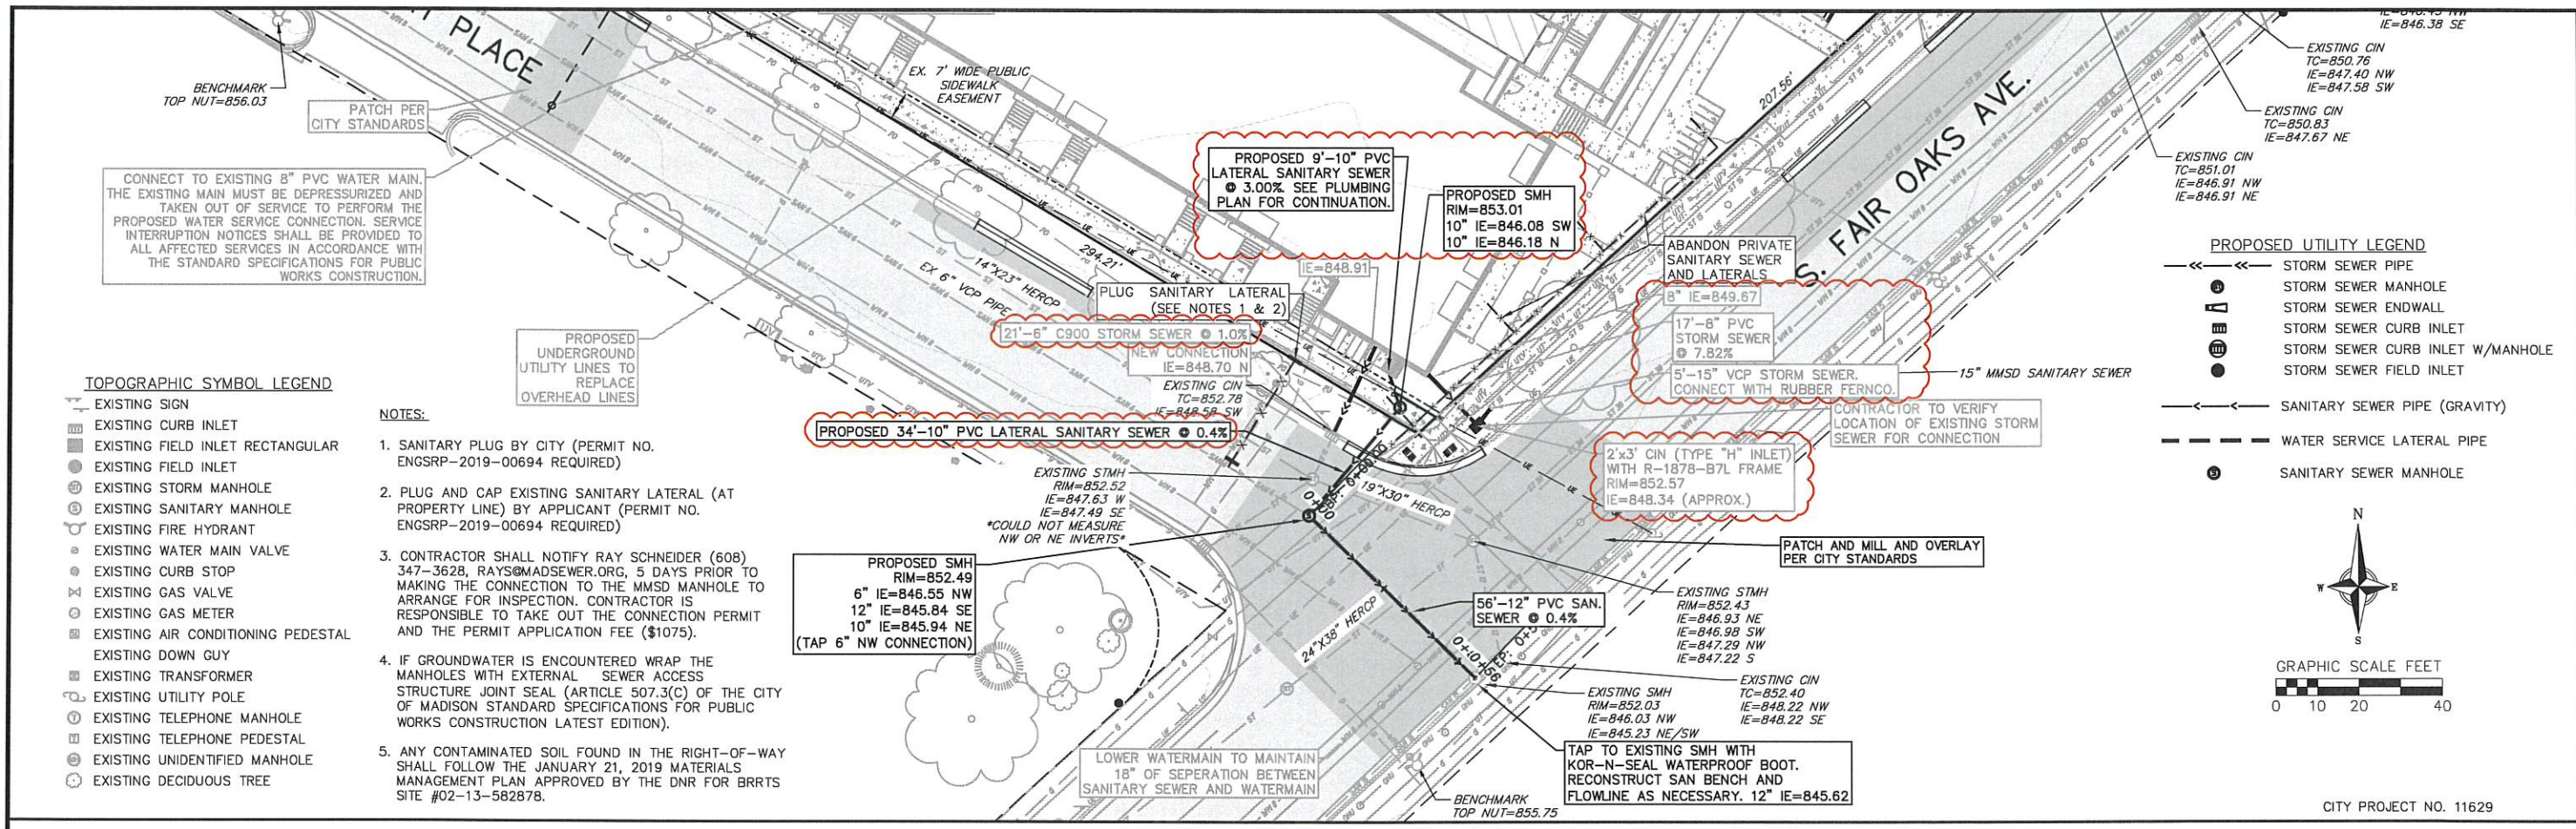 PLACE
BENCHMARK
TOP NUT=856.03
PATCH PER
CITY STANDARDS
CONNECT TO EXISTING 8" PVC WATER MAIN.
THE EXISTING MAIN MUST BE DEPRESSURIZED AND
TAKEN OUT OF SERVICE TO PERFORM THE
PROPOSED WATER SERVICE CONNECTION. SERVICE
INTERRUPTION NOTICES SHALL BE PROVIDED TO
ALL AFFECTED SERVICES IN ACCORDANCE WITH
THE STANDARD SPECIFICATIONS FOR PUBLIC
WORKS CONSTRUCTION.
EX. 7' WIDE PUBLIC
SIDEWALK
EASEMENT
PROPOSED 9'-10" PVC
LATERAL SANITARY SEWER
@ 3.00%. SEE PLUMBING
PLAN FOR CONTINUATION.
PROPOSED SMH
RIM=853.01
10" IE=846.08 SW
10" IE=846.18 N
207.56'
S. FAIR OAKS AVE.
IE=846.38 SE
EXISTING CIN
TC=850.76
IE=847.40 NW
IE=847.58 SW
EXISTING CIN
TC=850.83
IE=847.67 NE
EXISTING CIN
TC=851.01
IE=846.91 NW
IE=846.91 NE
294.21'
14"X23" HERCP
EX 6" VCP PIPE
PROPOSED
UNDERGROUND
UTILITY LINES TO
REPLACE
OVERHEAD LINES
IE=848.91
PLUG SANITARY LATERAL
(SEE NOTES 1 & 2)
21'-6" C900 STORM SEWER @ 1.0%
NEW CONNECTION
IE=848.70 N
EXISTING CIN
TC=852.78
IE=848.58 SW
PROPOSED 34'-10" PVC LATERAL SANITARY SEWER @ 0.4%
ABANDON PRIVATE
SANITARY SEWER
AND LATERALS
8" IE=849.67
17'-8" PVC
STORM SEWER
@ 7.82%
5'-15" VCP STORM SEWER.
CONNECT WITH RUBBER FERNCO.
15" MMSD SANITARY SEWER
CONTRACTOR TO VERIFY
LOCATION OF EXISTING STORM
SEWER FOR CONNECTION
2'x3' CIN (TYPE "H" INLET)
WITH R-1878-B7L FRAME
RIM=852.57
IE=848.34 (APPROX.)
EXISTING STMH
RIM=852.52
IE=847.63 W
IE=847.49 SE
*COULD NOT MEASURE
NW OR NE INVERTS*
19"X30" HERCP
PROPOSED SMH
RIM=852.49
6" IE=846.55 NW
12" IE=845.84 SE
10" IE=845.94 NE
(TAP 6" NW CONNECTION)
24"X38" HERCP
56'-12" PVC SAN.
SEWER @ 0.4%
PATCH AND MILL AND OVERLAY
PER CITY STANDARDS
EXISTING STMH
RIM=852.43
IE=846.93 NE
IE=846.98 SW
IE=847.29 NW
IE=847.22 S
EXISTING CIN
TC=852.40
IE=848.22 NW
IE=848.22 SE
EXISTING SMH
RIM=852.03
IE=846.03 NW
IE=845.23 NE/SW
TAP TO EXISTING SMH WITH
KOR-N-SEAL WATERPROOF BOOT.
RECONSTRUCT SAN BENCH AND
FLOWLINE AS NECESSARY. 12" IE=845.62
LOWER WATERMAIN TO MAINTAIN
18" OF SEPERATION BETWEEN
SANITARY SEWER AND WATERMAIN
BENCHMARK
TOP NUT=855.75
TOPOGRAPHIC SYMBOL LEGEND
EXISTING SIGN
EXISTING CURB INLET
EXISTING FIELD INLET RECTANGULAR
EXISTING FIELD INLET
EXISTING STORM MANHOLE
EXISTING SANITARY MANHOLE
EXISTING FIRE HYDRANT
EXISTING WATER MAIN VALVE
EXISTING CURB STOP
EXISTING GAS VALVE
EXISTING GAS METER
EXISTING AIR CONDITIONING PEDESTAL
EXISTING DOWN GUY
EXISTING TRANSFORMER
EXISTING UTILITY POLE
EXISTING TELEPHONE MANHOLE
EXISTING TELEPHONE PEDESTAL
EXISTING UNIDENTIFIED MANHOLE
EXISTING DECIDUOUS TREE
NOTES:
1. SANITARY PLUG BY CITY (PERMIT NO.
ENGSRP-2019-00694 REQUIRED)
2. PLUG AND CAP EXISTING SANITARY LATERAL (AT
PROPERTY LINE) BY APPLICANT (PERMIT NO.
ENGSRP-2019-00694 REQUIRED)
3. CONTRACTOR SHALL NOTIFY RAY SCHNEIDER (608)
347-3628, RAYS@MADSEWER.ORG, 5 DAYS PRIOR TO
MAKING THE CONNECTION TO THE MMSD MANHOLE TO
ARRANGE FOR INSPECTION. CONTRACTOR IS
RESPONSIBLE TO TAKE OUT THE CONNECTION PERMIT
AND THE PERMIT APPLICATION FEE ($1075).
4. IF GROUNDWATER IS ENCOUNTERED WRAP THE
MANHOLES WITH EXTERNAL SEWER ACCESS
STRUCTURE JOINT SEAL (ARTICLE 507.3(C) OF THE CITY
OF MADISON STANDARD SPECIFICATIONS FOR PUBLIC
WORKS CONSTRUCTION LATEST EDITION).
5. ANY CONTAMINATED SOIL FOUND IN THE RIGHT-OF-WAY
SHALL FOLLOW THE JANUARY 21, 2019 MATERIALS
MANAGEMENT PLAN APPROVED BY THE DNR FOR BRRTS
SITE #02-13-582878.
PROPOSED UTILITY LEGEND
STORM SEWER PIPE
STORM SEWER MANHOLE
STORM SEWER ENDWALL
STORM SEWER CURB INLET
STORM SEWER CURB INLET W/MANHOLE
STORM SEWER FIELD INLET
SANITARY SEWER PIPE (GRAVITY)
WATER SERVICE LATERAL PIPE
SANITARY SEWER MANHOLE
N
W
E
S
GRAPHIC SCALE FEET
0 10 20 40
CITY PROJECT NO. 11629